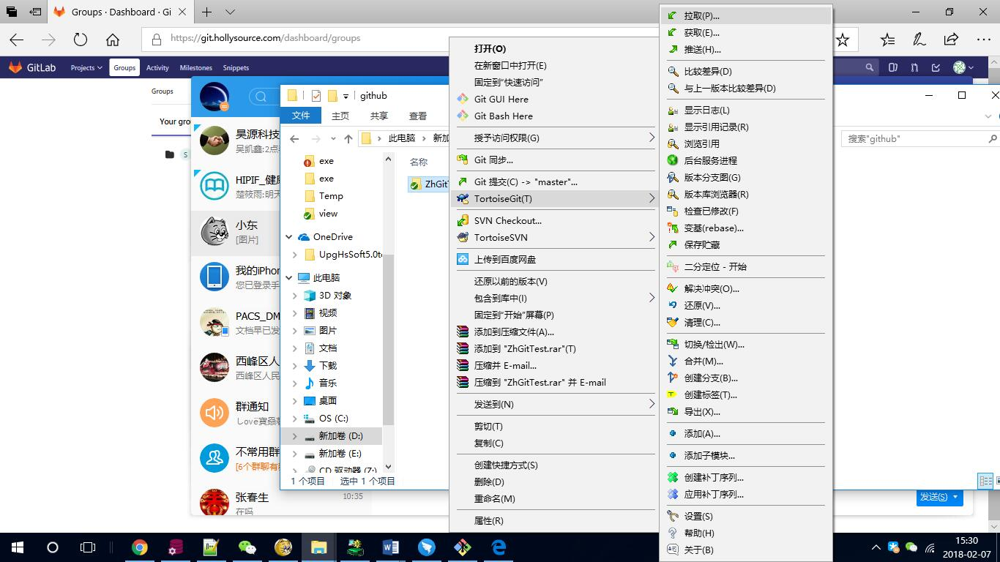 Groups · Dashboard · Gi
https://git.hollysource.com/dashboard/groups
GitLab
Projects
Groups
Activity
Milestones
Snippets
Groups
Your gro
S
昊源科技
吴凯鑫:2点
HIPIF_健康
楚筱雨:明天
小东
[图片]
我的iPhon
您已登录手
PACS_DM
文档早已发
西峰区人
西峰区人民
群通知
不常用群
[6个群聊有
张春生
在吗
10:35
github
文件
主页
共享
查看
此电脑
新加
搜索"github"
exe
exe
Temp
view
OneDrive
UpgHsSoft5.0te
此电脑
3D 对象
视频
图片
文档
下载
音乐
桌面
OS (C:)
新加卷 (D:)
新加卷 (E:)
CD 驱动器 (Z:)
名称
ZhGitT
1 个项目
选中 1 个项目
打开(O)
在新窗口中打开(E)
固定到"快速访问"
Git GUI Here
Git Bash Here
授予访问权限(G)
Git 同步...
Git 提交(C) -> "master"...
TortoiseGit(T)
SVN Checkout...
TortoiseSVN
上传到百度网盘
还原以前的版本(V)
包含到库中(I)
固定到"开始"屏幕(P)
添加到压缩文件(A)...
添加到 "ZhGitTest.rar"(T)
压缩并 E-mail...
压缩到 "ZhGitTest.rar" 并 E-mail
发送到(N)
剪切(T)
复制(C)
创建快捷方式(S)
删除(D)
重命名(M)
属性(R)
拉取(P)...
获取(E)...
推送(H)...
比较差异(D)
与上一版本比较差异(D)
显示日志(L)
显示引用记录(R)
浏览引用
后台服务进程
版本分支图(G)
版本库浏览器(R)
检查已修改(F)
变基(rebase)...
保存贮藏
二分定位 - 开始
解决冲突(O)...
还原(V)...
清理(C)...
切换/检出(W)...
合并(M)...
创建分支(B)...
创建标签(T)...
导出(X)...
添加(A)...
添加子模块...
创建补丁序列...
应用补丁序列...
设置(S)
帮助(H)
关于(B)
发送(S)
15:30
2018-02-07